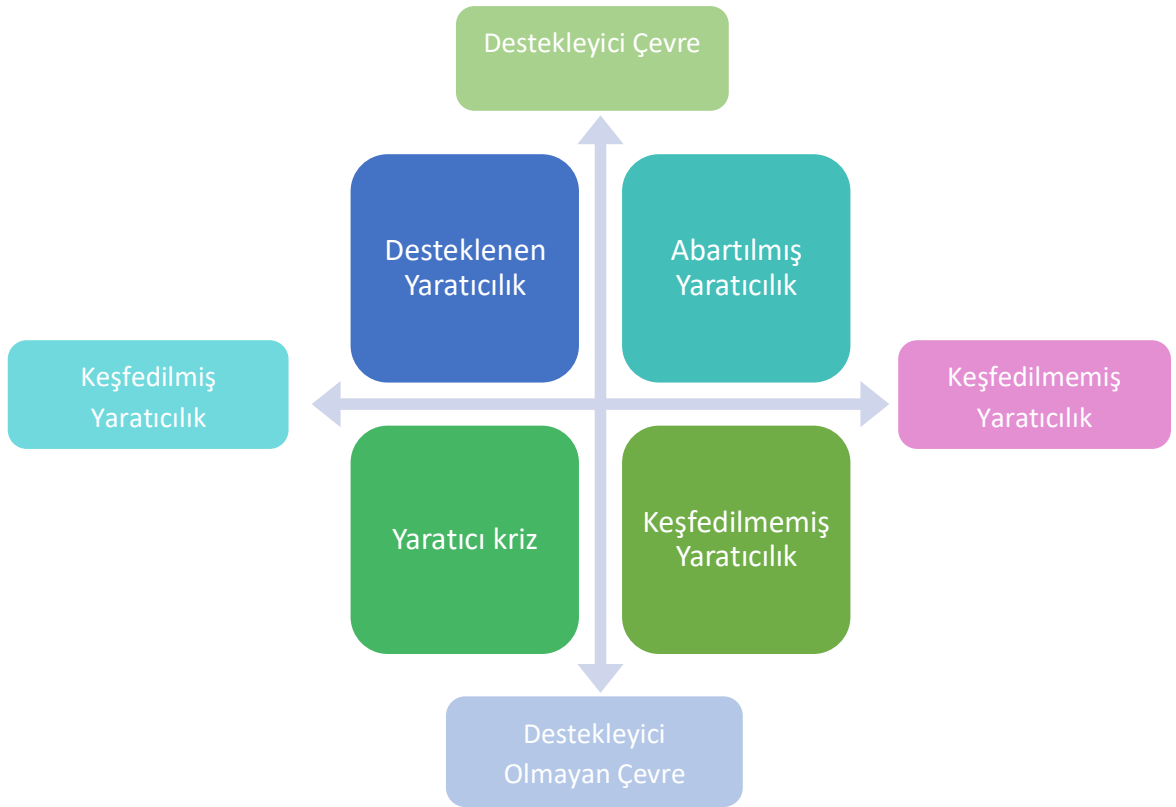 Destekleyici Çevre
Desteklenen
Yaratıcılık
Abartılmış
Yaratıcılık
Keşfedilmiş
Yaratıcılık
Keşfedilmemiş
Yaratıcılık
Yaratıcı kriz
Keşfedilmemiş
Yaratıcılık
Destekleyici
Olmayan Çevre